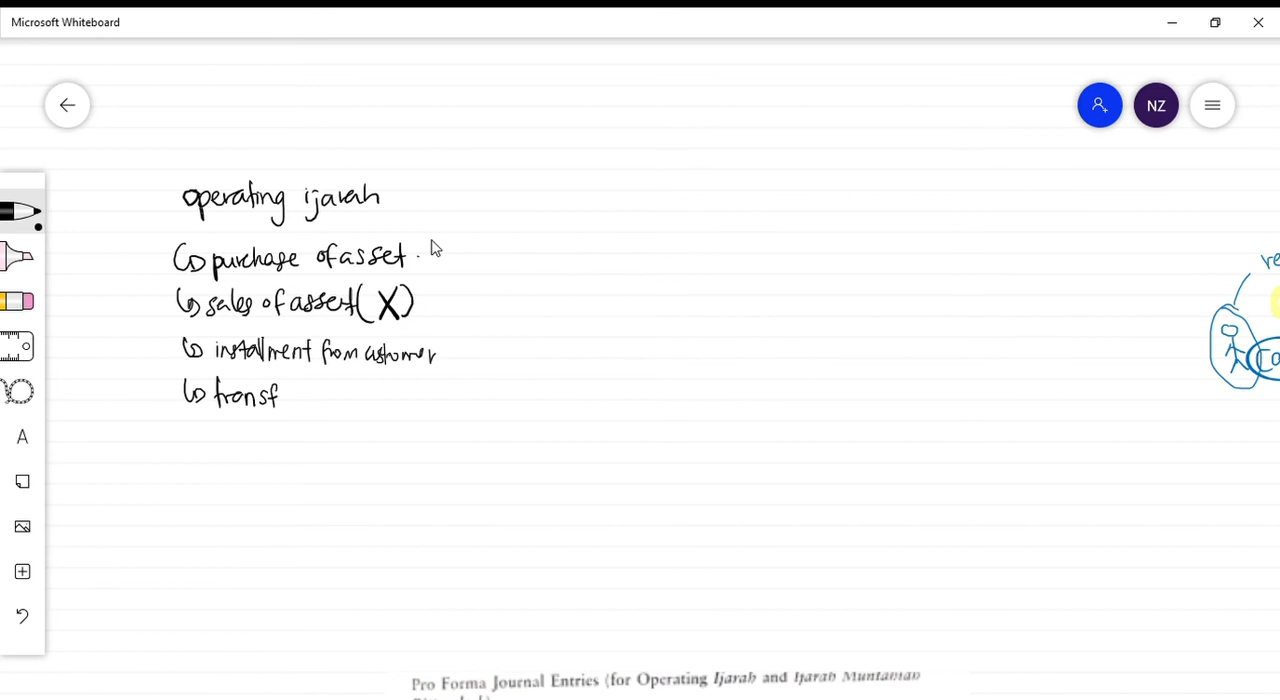 Microsoft Whiteboard
NZ
operating ijarah
purchase of asset .
sales of assert (X)
installment from customer
transf
A
Pro Forma Journal Entries (for Operating Ijarah and Ijarah Muntahiah